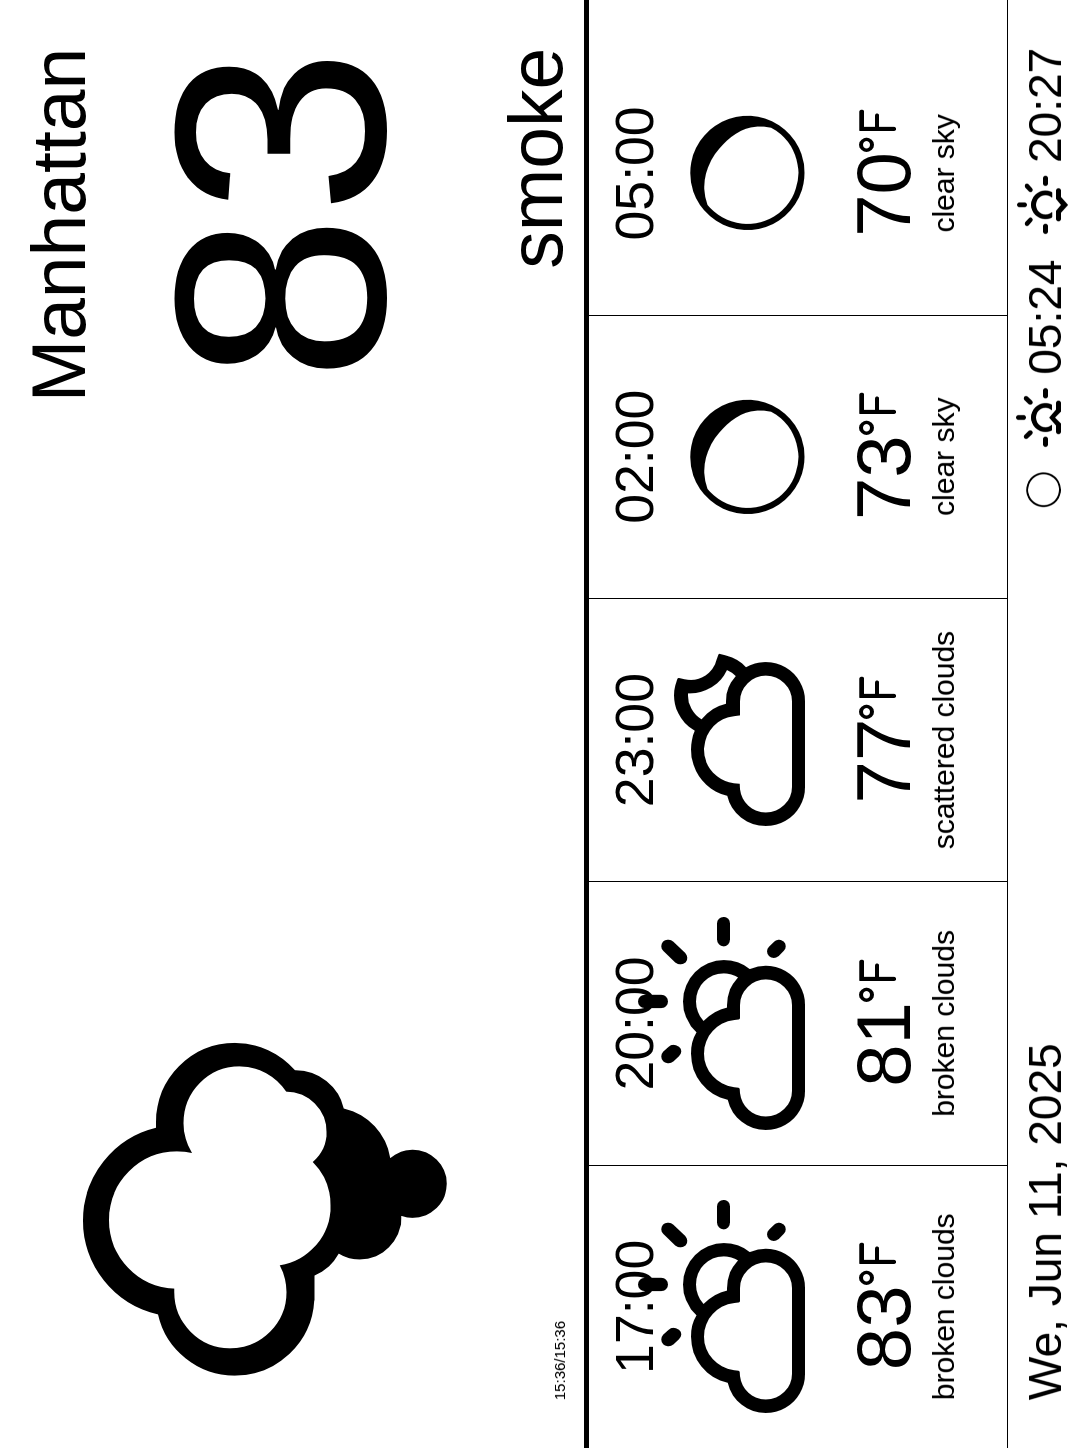 Manhattan
83
smoke
15:36/15:36
17:00 20:00 23:00 02:00 05:00
83°F 81°F 77°F 73°F 70°F
broken clouds broken clouds scattered clouds clear sky clear sky
We, Jun 11, 2025 05:24 20:27